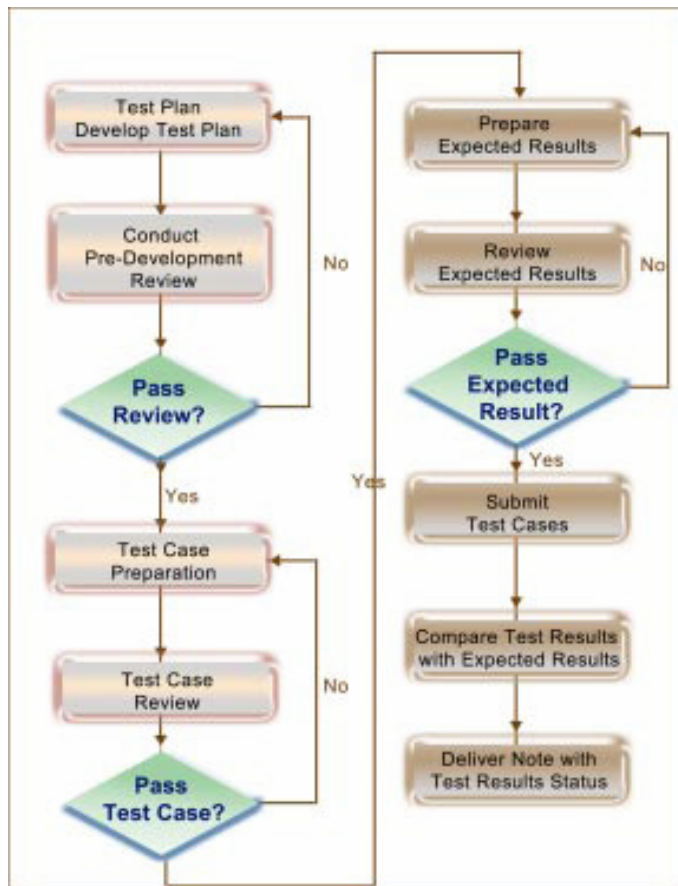 Test Plan
Develop Test Plan
Conduct
Pre-Development
Review
No
Pass
Review?
Yes
Test Case
Preparation
Test Case
Review
No
Pass
Test Case?
Yes
Prepare
Expected Results
Review
Expected Results
No
Pass
Expected
Result?
Yes
Submit
Test Cases
Compare Test Results
with Expected Results
Deliver Note with
Test Results Status